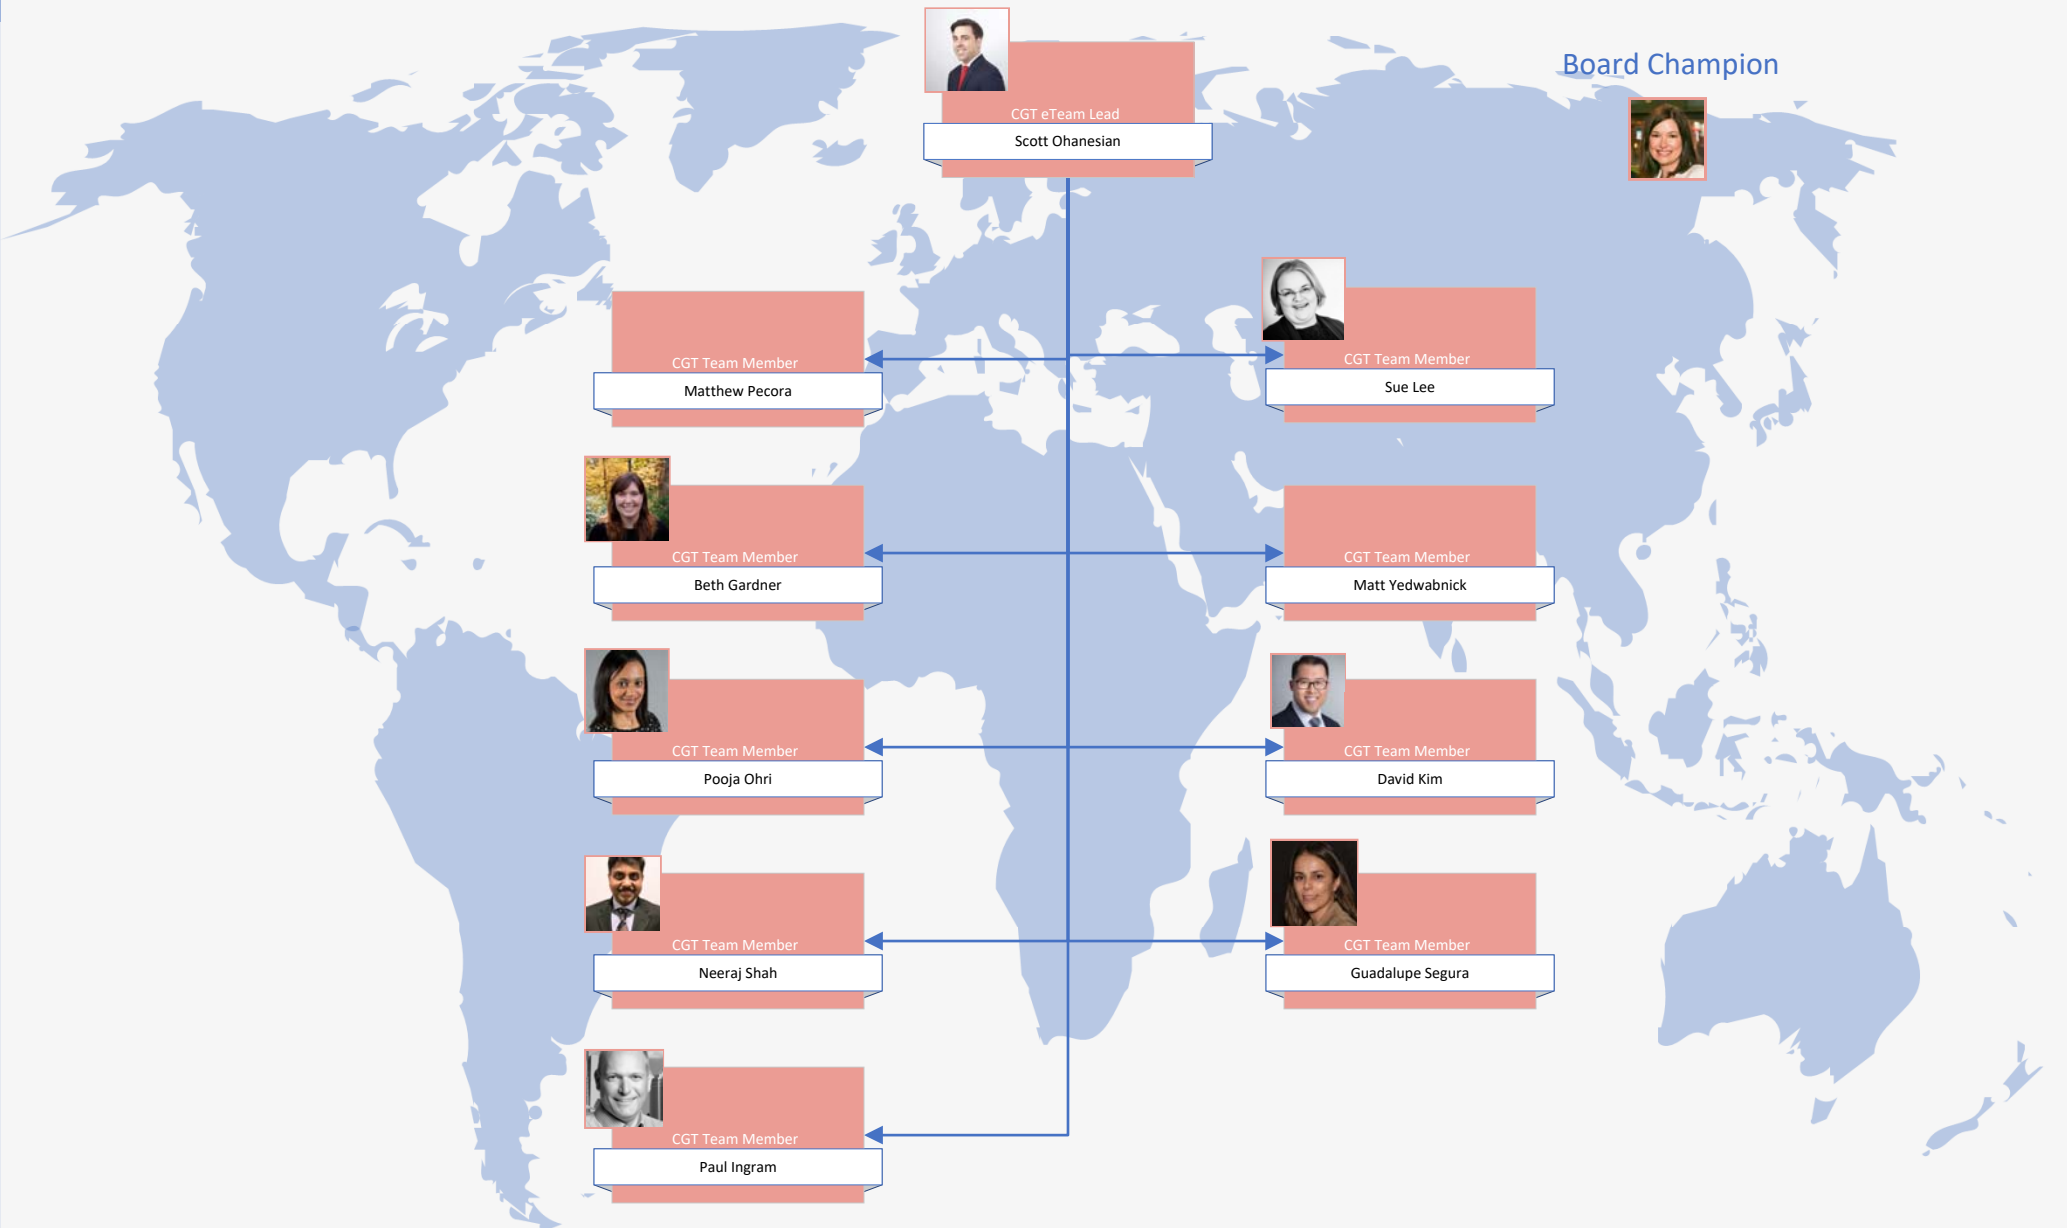 Board Champion
CGT eTeam Lead
Scott Ohanesian
CGT Team Member
Matthew Pecora
CGT Team Member
Sue Lee
CGT Team Member
Beth Gardner
CGT Team Member
Matt Yedwabnick
CGT Team Member
Pooja Ohri
CGT Team Member
David Kim
CGT Team Member
Neeraj Shah
CGT Team Member
Guadalupe Segura
CGT Team Member
Paul Ingram